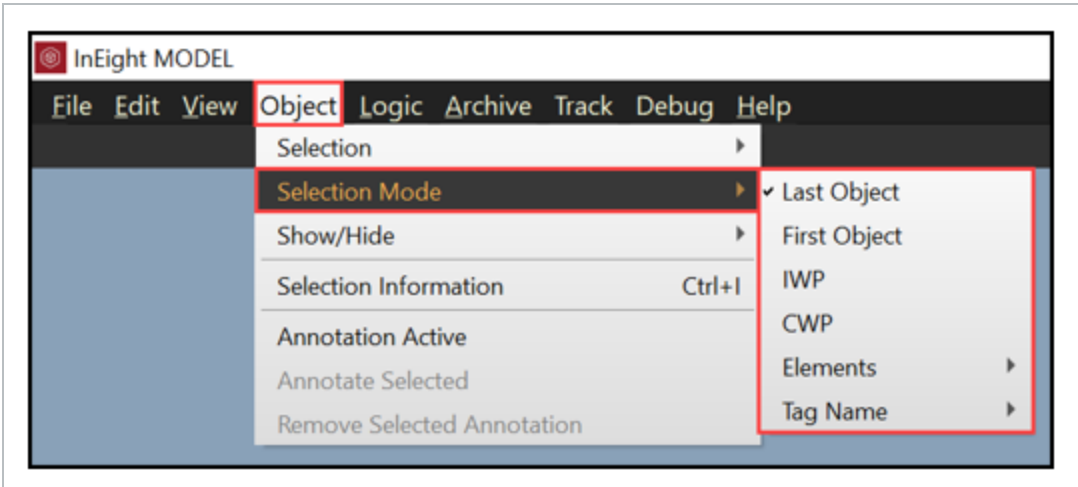 InEight MODEL
File Edit View Object Logic Archive Track Debug Help
Selection
Selection Mode
Show/Hide
Selection Information Ctrl+I
Annotation Active
Annotate Selected
Remove Selected Annotation
Last Object
First Object
IWP
CWP
Elements
Tag Name